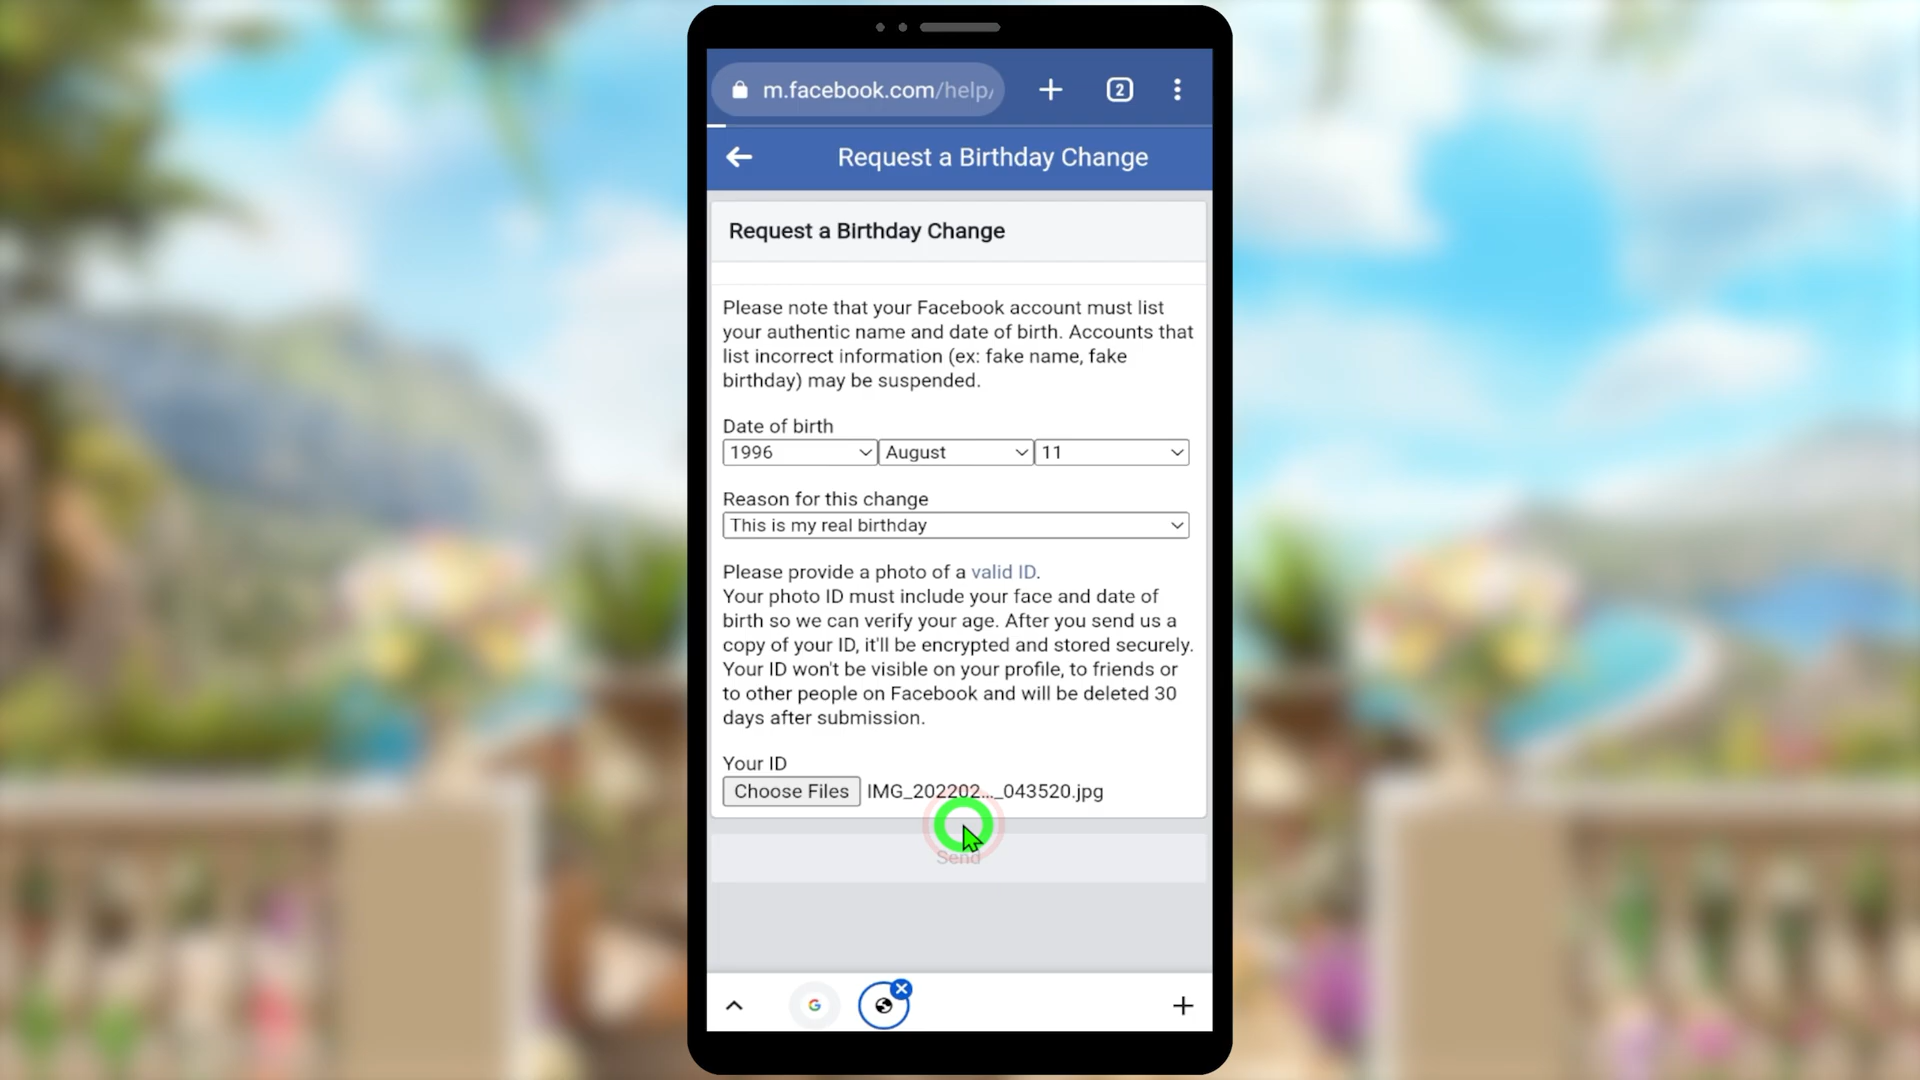 m.facebook.com/help/
2
Request a Birthday Change
Request a Birthday Change
Please note that your Facebook account must list
your authentic name and date of birth. Accounts that
list incorrect information (ex: fake name, fake
birthday) may be suspended.
Date of birth
1996 August 11
Reason for this change
This is my real birthday
Please provide a photo of a valid ID.
Your photo ID must include your face and date of
birth so we can verify your age. After you send us a
copy of your ID, it'll be encrypted and stored securely.
Your ID won't be visible on your profile, to friends or
to other people on Facebook and will be deleted 30
days after submission.
Your ID
Choose Files IMG_202202..._043520.jpg
Send
G